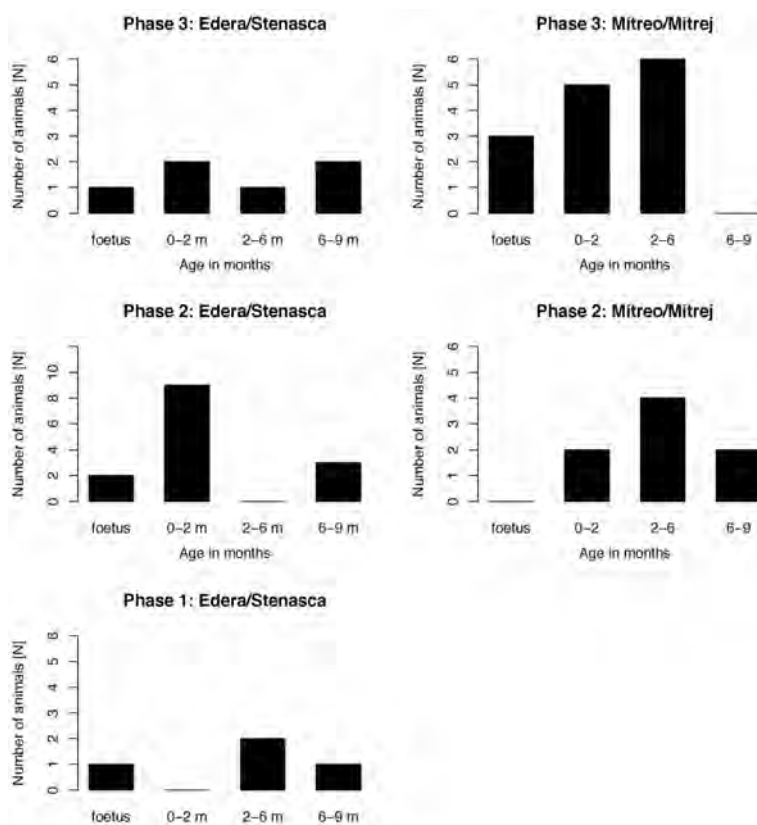 Phase 3: Edera/Stenasca
Number of animals [N]
6
5
4
3
2
1
0
foetus 0–2 m 2–6 m 6–9 m
Age in months
Phase 3: Mitreo/Mitrej
Number of animals [N]
6
5
4
3
2
1
0
foetus 0–2 2–6 6–9
Age in months
Phase 2: Edera/Stenasca
Number of animals [N]
10
8
6
4
2
0
foetus 0–2 m 2–6 m 6–9 m
Age in months
Phase 2: Mitreo/Mitrej
Number of animals [N]
6
5
4
3
2
1
0
foetus 0–2 2–6 6–9
Age in months
Phase 1: Edera/Stenasca
Number of animals [N]
6
5
4
3
2
1
0
foetus 0–2 m 2–6 m 6–9 m